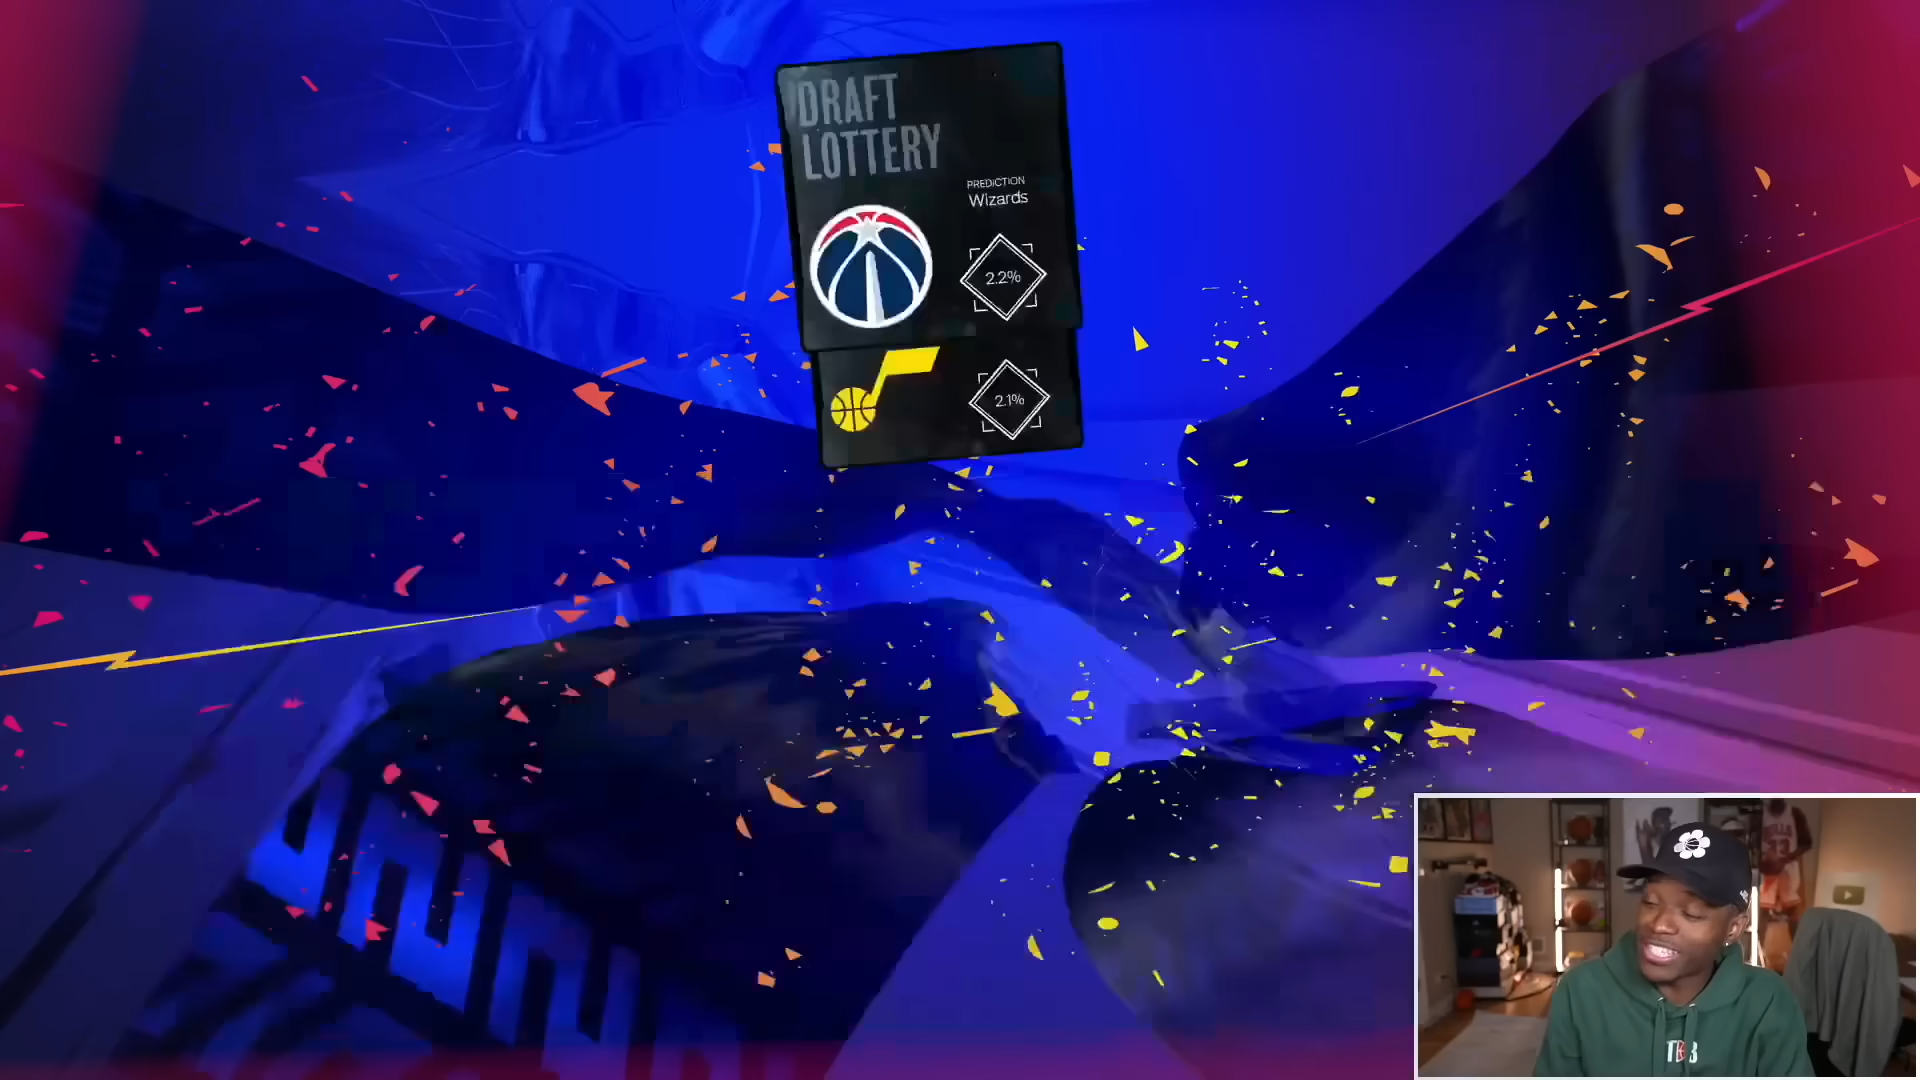 DRAFT
LOTTERY
PREDICTION
Wizards
2.2%
2.1%